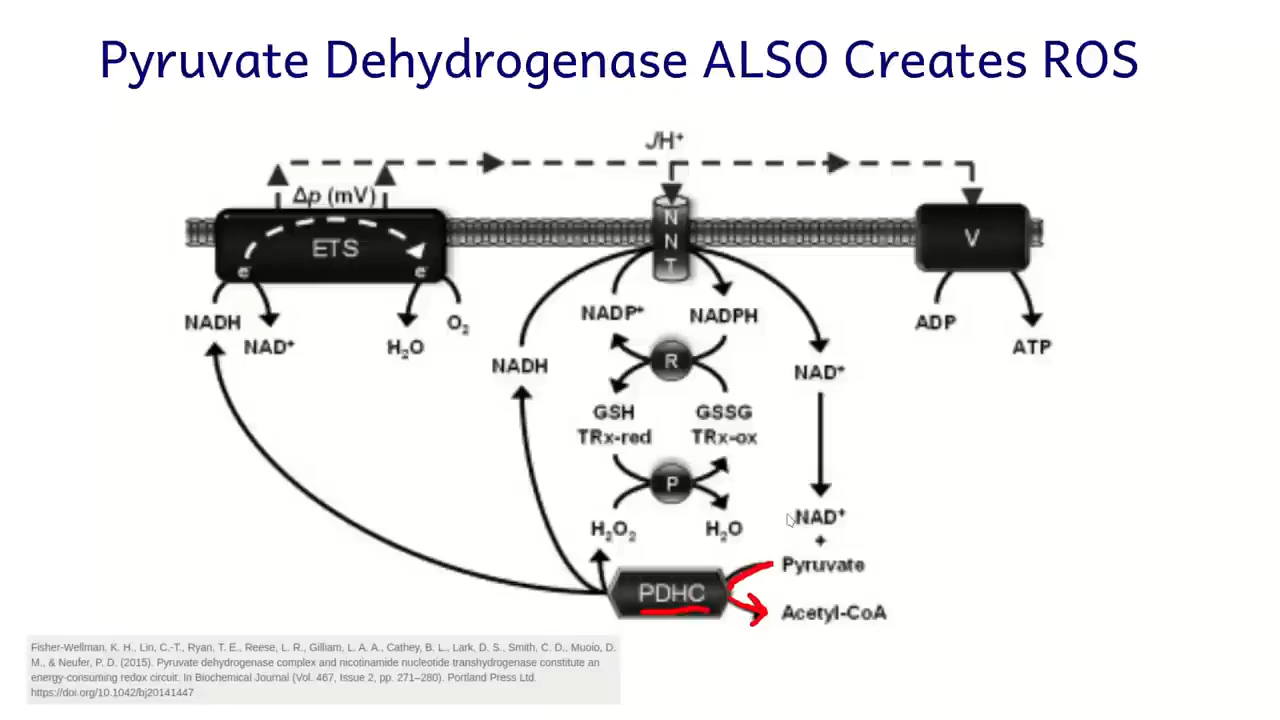 Pyruvate Dehydrogenase ALSO Creates ROS
JH⁺
Δp (mV)
ETS
NNT
V
e⁻
e⁻
NADH
NAD⁺
H₂O
O₂
NADP⁺
NADPH
ADP
ATP
R
NADH
NAD⁺
GSH
TRx-red
GSSG
TRx-ox
P
H₂O₂
H₂O
NAD⁺
+
Pyruvate
PDHC
Acetyl-CoA
Fisher-Wellman, K. H., Lin, C.-T., Ryan, T. E., Reese, L. R., Gilliam, L. A. A., Cathey, B. L., Lark, D. S., Smith, C. D., Muoio, D.
M., & Neufer, P. D. (2015). Pyruvate dehydrogenase complex and nicotinamide nucleotide transhydrogenase constitute an
energy-consuming redox circuit. In Biochemical Journal (Vol. 467, Issue 2, pp. 271–280). Portland Press Ltd.
https://doi.org/10.1042/bj20141447